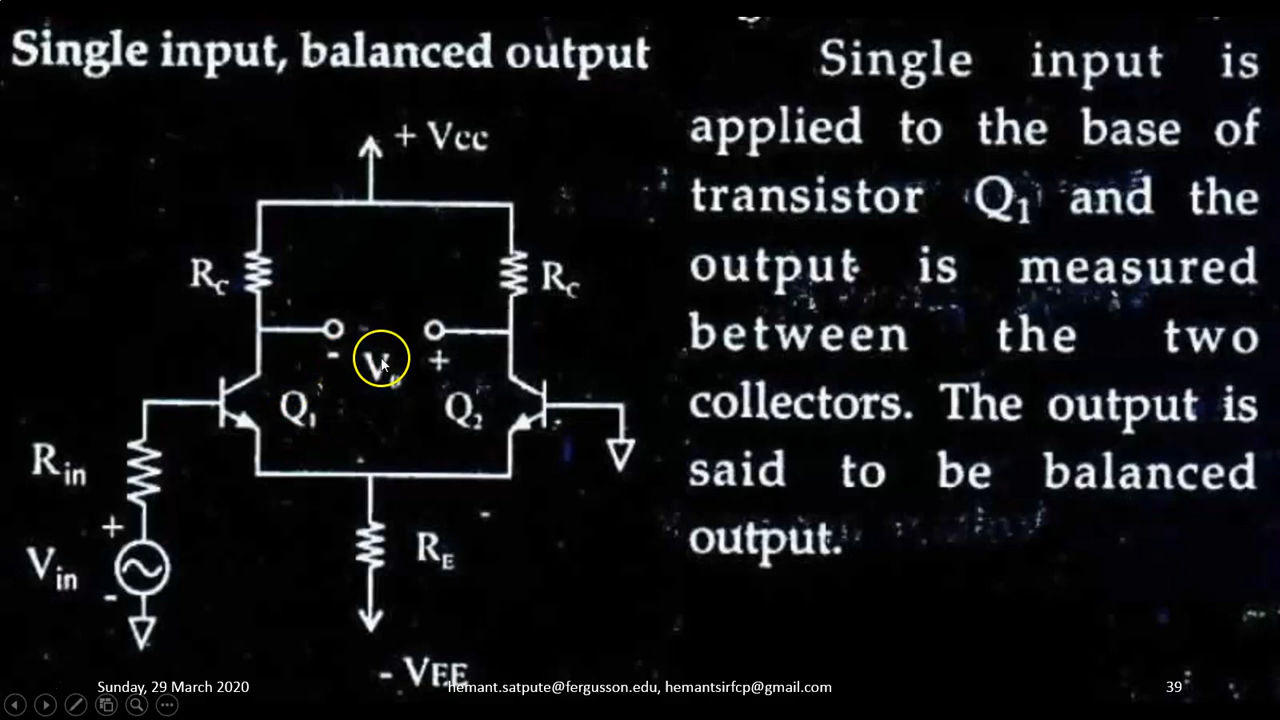 Single input, balanced output
+ Vcc
Rc
Rc
- +
Q1
Q2
Rin
+
Vin
-
RE
- VEE
Single input is
applied to the base of
transistor Q1 and the
output is measured
between the two
collectors. The output is
said to be balanced
output.
Sunday, 29 March 2020
hemant.satpute@fergusson.edu, hemantsirfcp@gmail.com
39